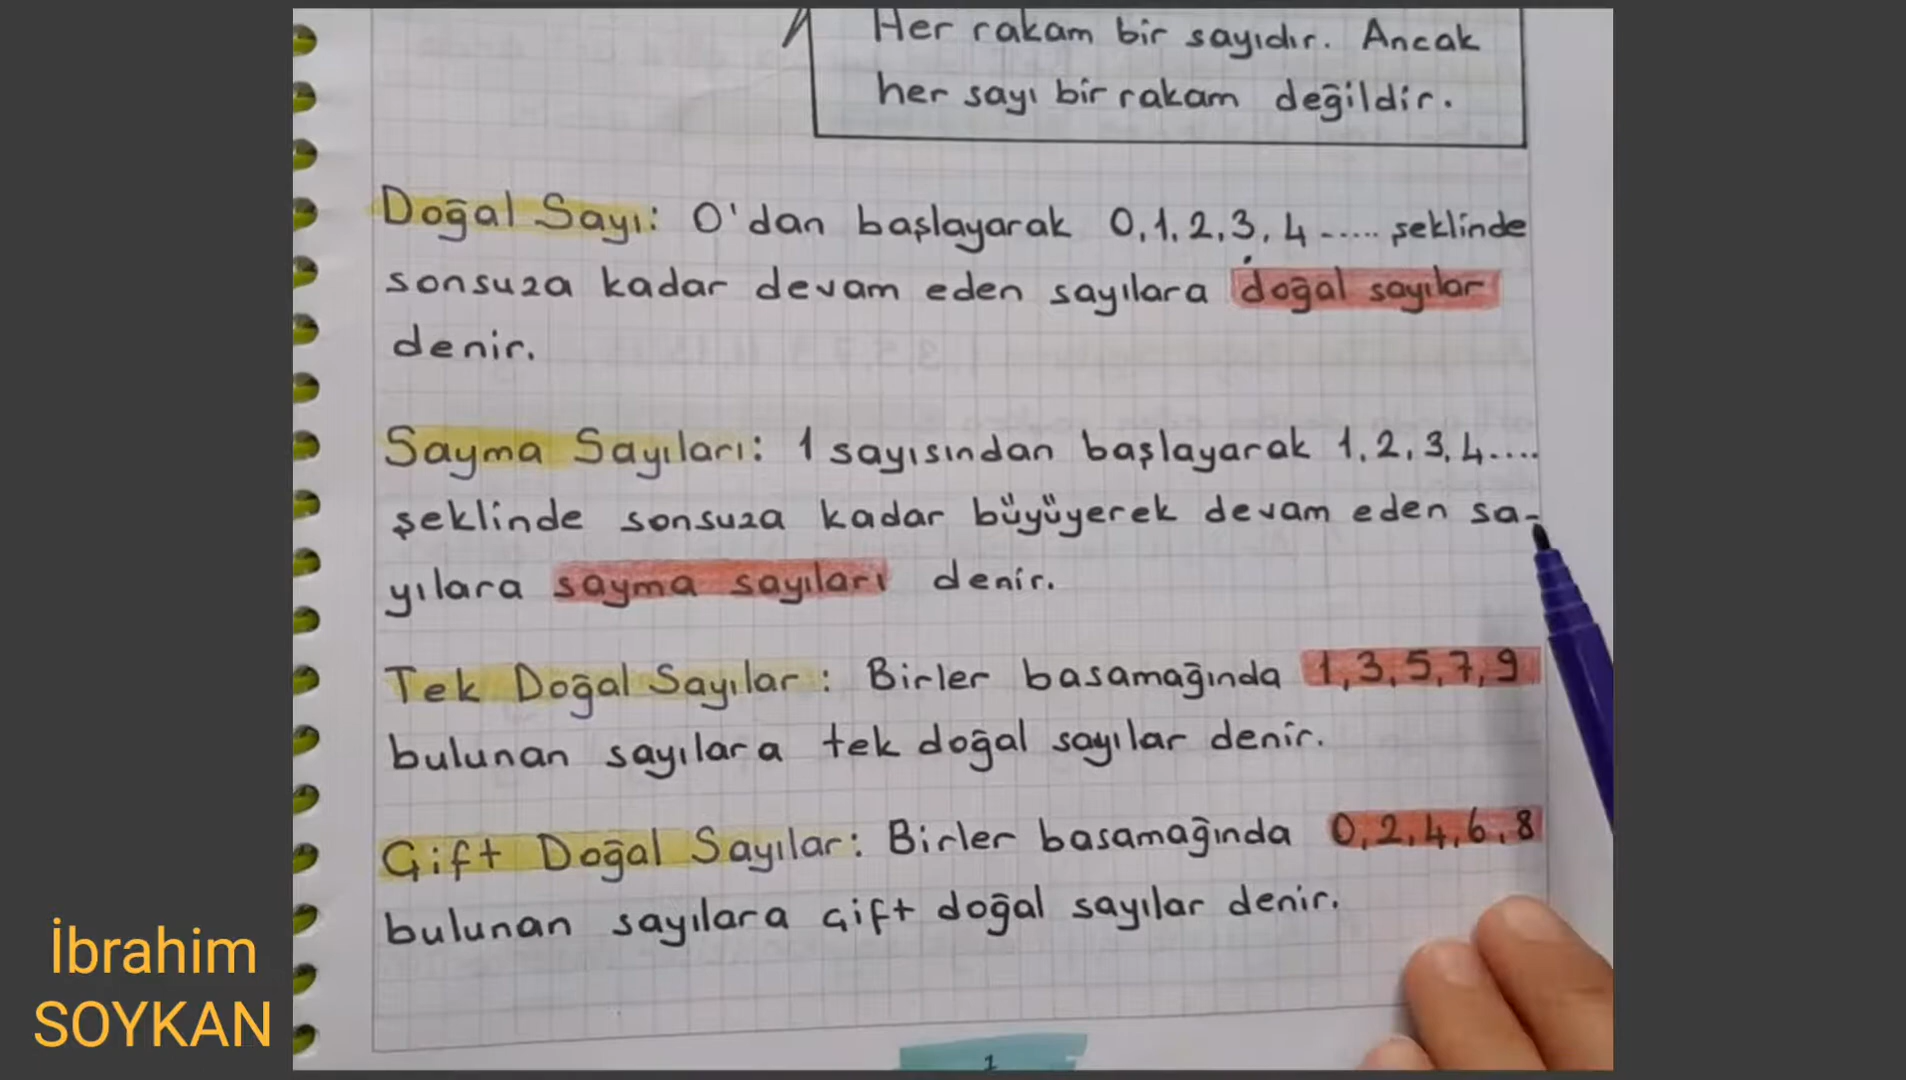 Her rakam bir sayıdır. Ancak
her sayı bir rakam değildir.
Doğal Sayı: 0'dan başlayarak 0,1,2,3,4..... şeklinde
sonsuza kadar devam eden sayılara doğal sayılar
denir.
Sayma Sayıları: 1 sayısından başlayarak 1,2,3,4....
şeklinde sonsuza kadar büyüyerek devam eden sa-
yılara sayma sayıları denir.
Tek Doğal Sayılar: Birler basamağında 1,3,5,7,9
bulunan sayılara tek doğal sayılar denir.
Çift Doğal Sayılar: Birler basamağında 0,2,4,6,8
bulunan sayılara çift doğal sayılar denir.
1
İbrahim
SOYKAN